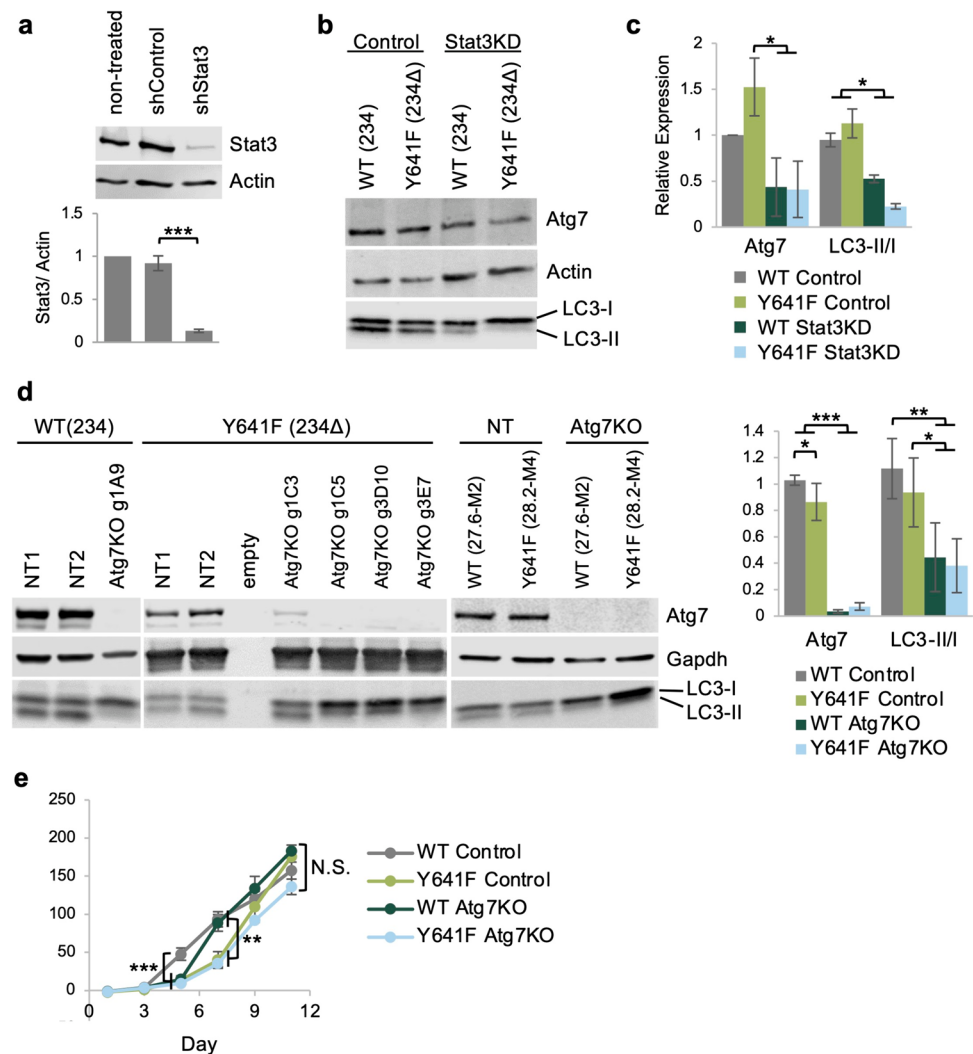 a
non-treated
shControl
shStat3
Stat3
Actin
1.5
1
0.5
0
Stat3/ Actin
***
b
Control Stat3KD
WT (234)
Y641F (234Δ)
WT (234)
Y641F (234Δ)
Atg7
Actin
LC3-I
LC3-II
c
2
1.5
1
0.5
0
Relative Expression
*
*
Atg7 LC3-II/I
WT Control
Y641F Control
WT Stat3KD
Y641F Stat3KD
d
WT(234) Y641F (234Δ) NT Atg7KO
NT1
NT2
Atg7KO g1A9
NT1
NT2
empty
Atg7KO g1C3
Atg7KO g1C5
Atg7KO g3D10
Atg7KO g3E7
WT (27.6-M2)
Y641F (28.2-M4)
WT (27.6-M2)
Y641F (28.2-M4)
Atg7
Gapdh
LC3-I
LC3-II
1.4
1.2
1
0.8
0.6
0.4
0.2
0
***
*
**
*
Atg7 LC3-II/I
WT Control
Y641F Control
WT Atg7KO
Y641F Atg7KO
e
250
200
150
100
50
0
***
**
N.S.
0 3 6 9 12
Day
WT Control
Y641F Control
WT Atg7KO
Y641F Atg7KO